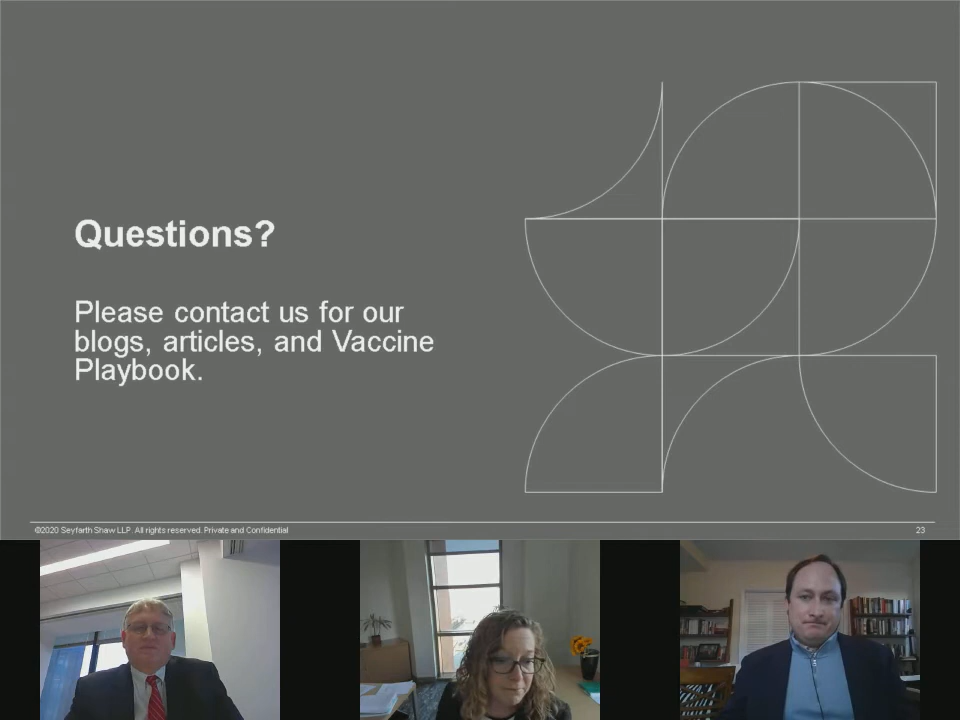 Questions?
Please contact us for our
blogs, articles, and Vaccine
Playbook.
©2020 Seyfarth Shaw LLP. All rights reserved. Private and Confidential
23